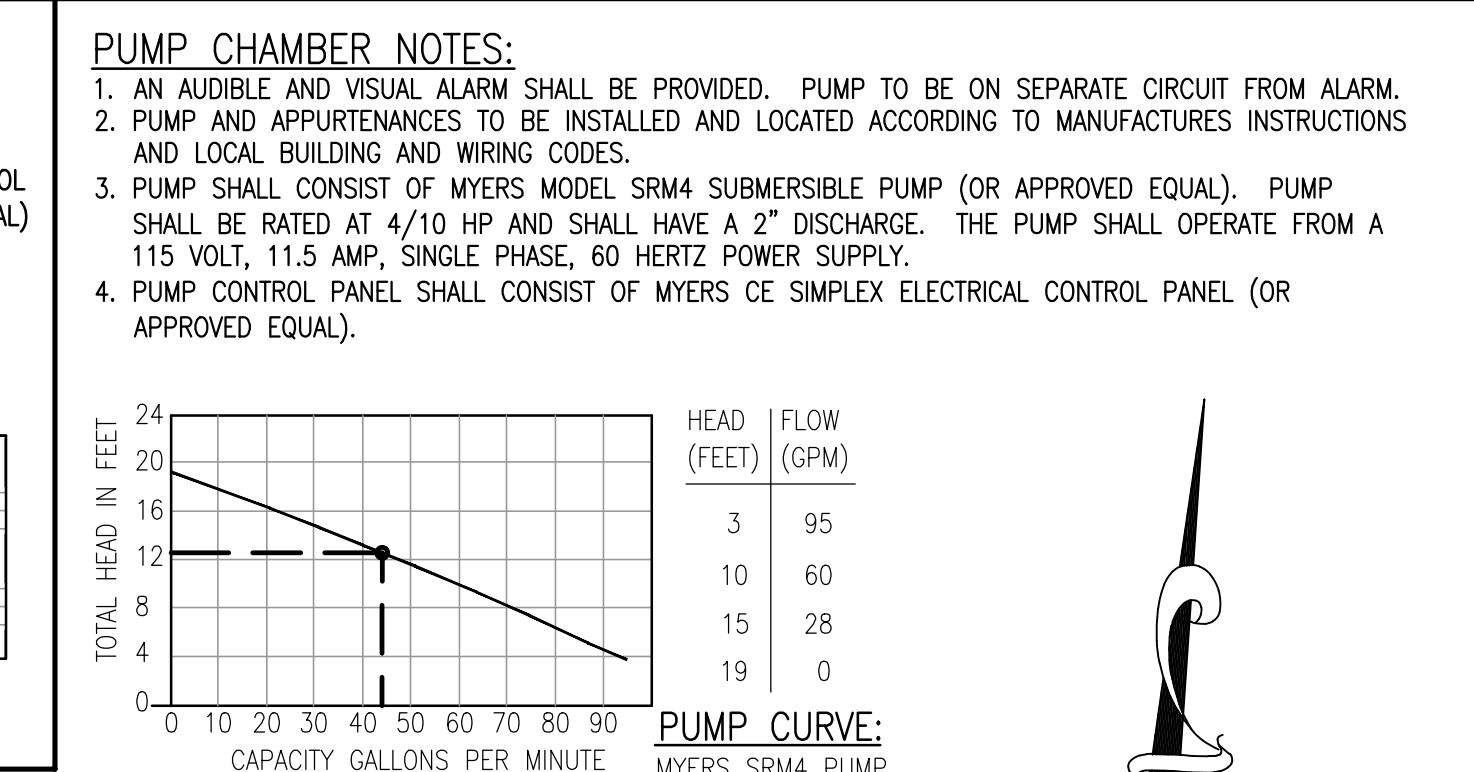 PUMP CHAMBER NOTES:
1. AN AUDIBLE AND VISUAL ALARM SHALL BE PROVIDED. PUMP TO BE ON SEPARATE CIRCUIT FROM ALARM.
2. PUMP AND APPURTENANCES TO BE INSTALLED AND LOCATED ACCORDING TO MANUFACTURES INSTRUCTIONS
AND LOCAL BUILDING AND WIRING CODES.
3. PUMP SHALL CONSIST OF MYERS MODEL SRM4 SUBMERSIBLE PUMP (OR APPROVED EQUAL). PUMP
SHALL BE RATED AT 4/10 HP AND SHALL HAVE A 2" DISCHARGE. THE PUMP SHALL OPERATE FROM A
115 VOLT, 11.5 AMP, SINGLE PHASE, 60 HERTZ POWER SUPPLY.
4. PUMP CONTROL PANEL SHALL CONSIST OF MYERS CE SIMPLEX ELECTRICAL CONTROL PANEL (OR
APPROVED EQUAL).
OL
AL)
TOTAL HEAD IN FEET
24
20
16
12
8
4
0
0 10 20 30 40 50 60 70 80 90
CAPACITY GALLONS PER MINUTE
HEAD FLOW
(FEET) (GPM)
3 95
10 60
15 28
19 0
PUMP CURVE:
MYERS SRM4 PUMP